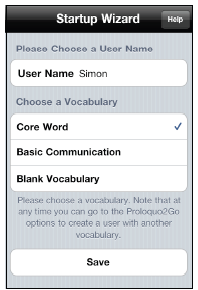 Startup Wizard Help
Please Choose a User Name
User Name Simon
Choose a Vocabulary
Core Word
Basic Communication
Blank Vocabulary
Please choose a vocabulary. Note that at
any time you can go to the Proloquo2Go
options to create a user with another
vocabulary.
Save